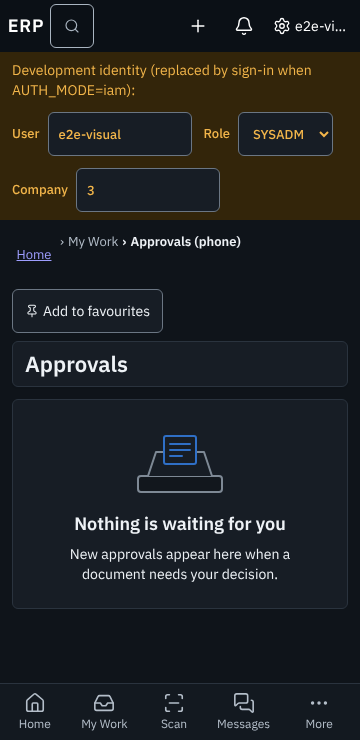 ERP
e2e-vi...
Development identity (replaced by sign-in when
AUTH_MODE=iam):
User e2e-visual Role SYSADM
Company 3
Home › My Work › Approvals (phone)
Add to favourites
Approvals
Nothing is waiting for you
New approvals appear here when a
document needs your decision.
Home My Work Scan Messages More